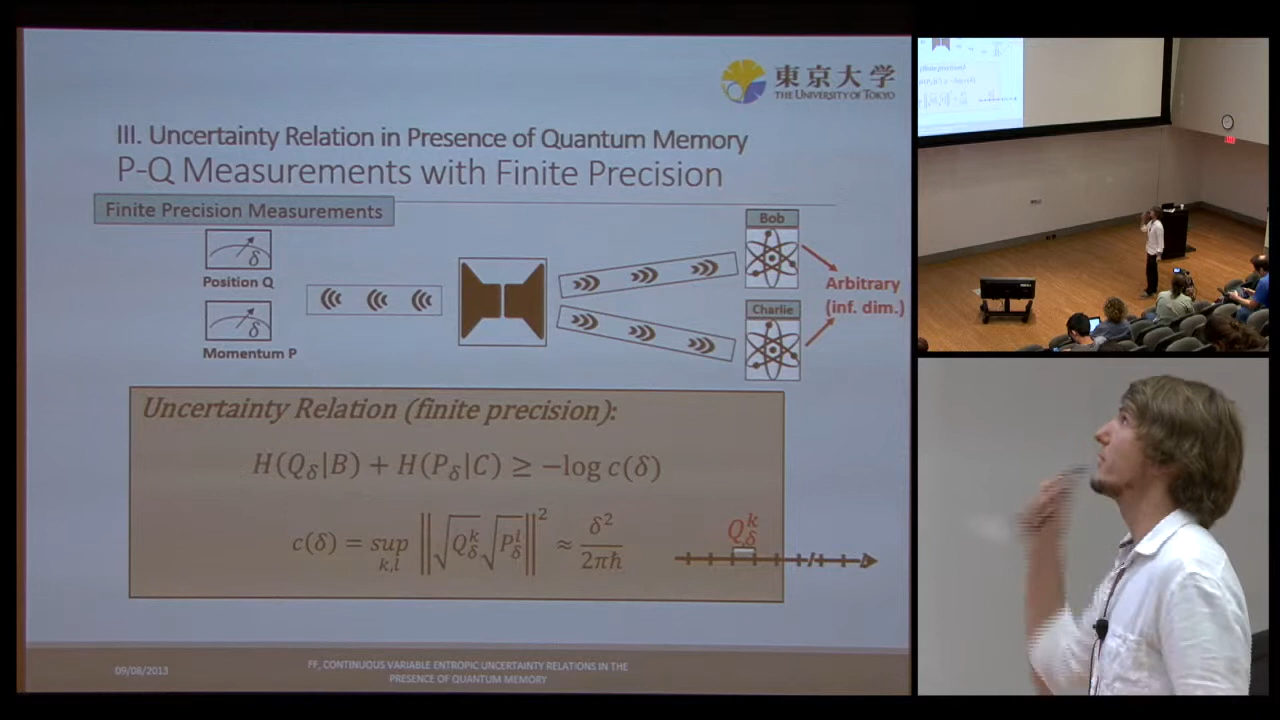 東京大学
THE UNIVERSITY OF TOKYO
III. Uncertainty Relation in Presence of Quantum Memory
P-Q Measurements with Finite Precision
Finite Precision Measurements
δ
Position Q
δ
Momentum P
Bob
Charlie
Arbitrary
(inf. dim.)
Uncertainty Relation (finite precision):
H(Q_δ|B) + H(P_δ|C) ≥ −log c(δ)
c(δ) = sup_{k,l} ‖√Q_δ^k √P_δ^l‖² ≈ δ²/2πħ
Q_δ^k
09/08/2013
FF, CONTINUOUS VARIABLE ENTROPIC UNCERTAINTY RELATIONS IN THE
PRESENCE OF QUANTUM MEMORY